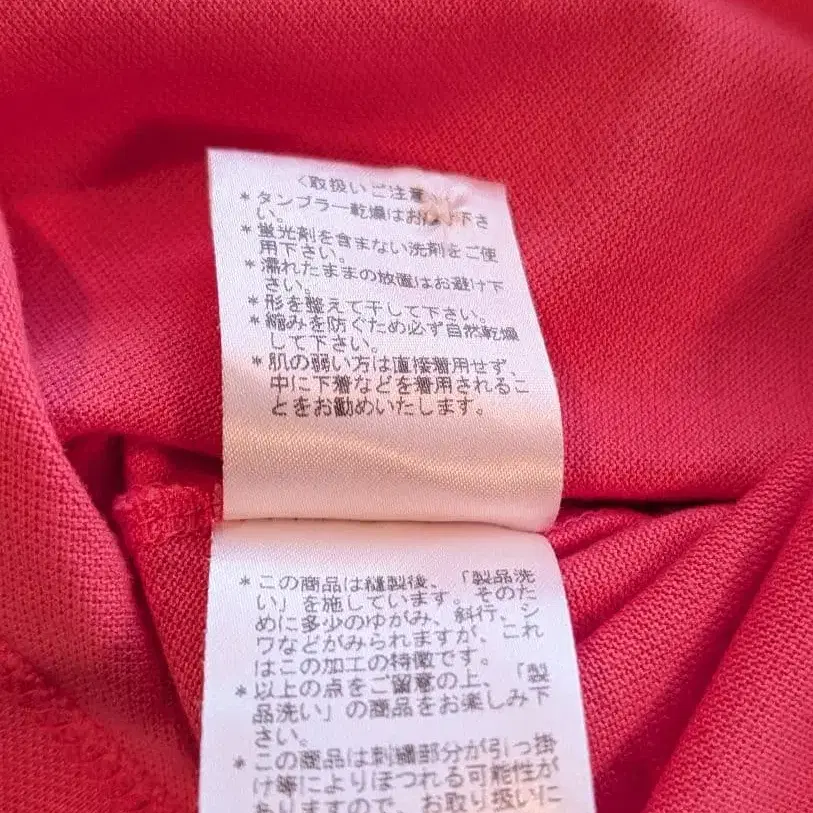 〈取扱いご注意
*タンブラー乾燥はお 下さ
い。
*蛍光剤を含まない洗剤をご使
用下さい。
*濡れたままの放置はお避け下
さい。
*形を整えて干して下さい。
*縮みを防ぐため必ず自然乾燥
して下さい。
*肌の弱い方は直接着用せず、
中に下着などを着用されるこ
とをお勧めいたします。
*この商品は縫製後、「製品洗
い」を施しています。そのた
めに多少のゆがみ、斜行、シ
ワなどがみられますが、これ
はこの加工の特徴です。
*以上の点をご留意の上、「製
品洗い」の商品をお楽しみ下
さい。
*この商品は刺繍部分が引っ掛
け等によりほつれる可能性が
ありますので、お取り扱いに